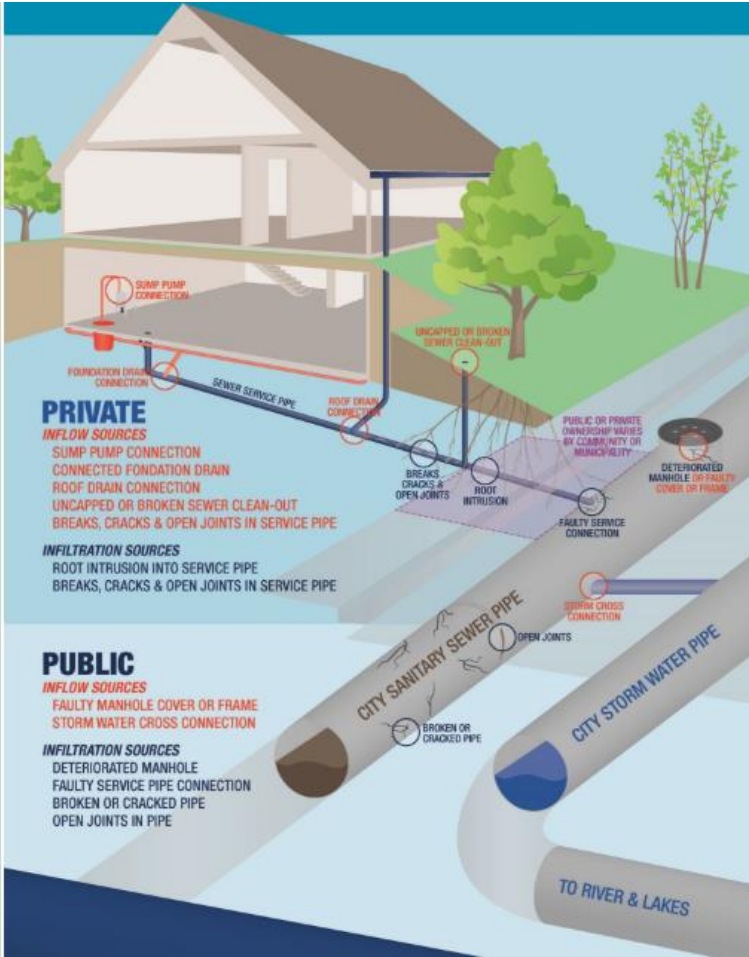 SUMP PUMP
CONNECTION
UNCAPPED OR BROKEN
SEWER CLEAN-OUT
FOUNDATION DRAIN
CONNECTION
SEWER SERVICE PIPE
ROOF DRAIN
CONNECTION
PUBLIC OR PRIVATE
OWNERSHIP VARIES
BY COMMUNITY OR
MUNICIPALITY
BREAKS
CRACKS &
OPEN JOINTS
ROOT
INTRUSION
DETERIORATED
MANHOLE OR FAULTY
COVER OR FRAME
FAULTY SERVICE
CONNECTION
PRIVATE
INFLOW SOURCES
SUMP PUMP CONNECTION
CONNECTED FONDATION DRAIN
ROOF DRAIN CONNECTION
UNCAPPED OR BROKEN SEWER CLEAN-OUT
BREAKS, CRACKS & OPEN JOINTS IN SERVICE PIPE
INFILTRATION SOURCES
ROOT INTRUSION INTO SERVICE PIPE
BREAKS, CRACKS & OPEN JOINTS IN SERVICE PIPE
STORM CROSS
CONNECTION
CITY SANITARY SEWER PIPE
OPEN JOINTS
CITY STORM WATER PIPE
BROKEN OR
CRACKED PIPE
PUBLIC
INFLOW SOURCES
FAULTY MANHOLE COVER OR FRAME
STORM WATER CROSS CONNECTION
INFILTRATION SOURCES
DETERIORATED MANHOLE
FAULTY SERVICE PIPE CONNECTION
BROKEN OR CRACKED PIPE
OPEN JOINTS IN PIPE
TO RIVER & LAKES